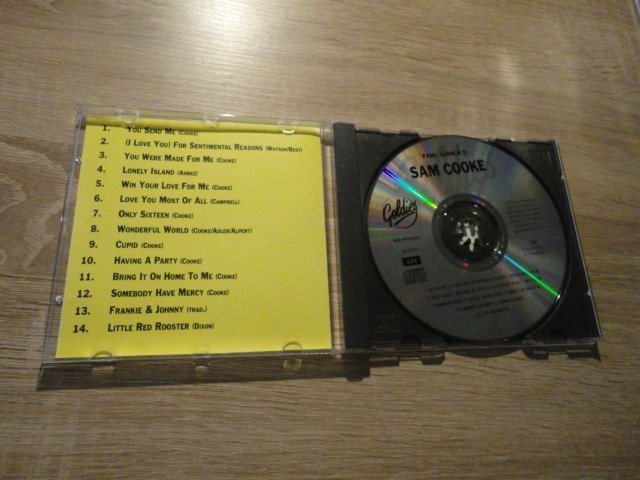 1. You Send Me (Cooke)
2. (I Love You) For Sentimental Reasons (Watson/Best)
3. You Were Made For Me (Cooke)
4. Lonely Island (Ahbez)
5. Win Your Love For Me (Cooke)
6. Love You Most Of All (Campbell)
7. Only Sixteen (Cooke)
8. Wonderful World (Cooke/Adler/Alpert)
9. Cupid (Cooke)
10. Having A Party (Cooke)
11. Bring It On Home To Me (Cooke)
12. Somebody Have Mercy (Cooke)
13. Frankie & Johnny (trad.)
14. Little Red Rooster (Dixon)
THE GREAT
SAM COOKE
Goldies